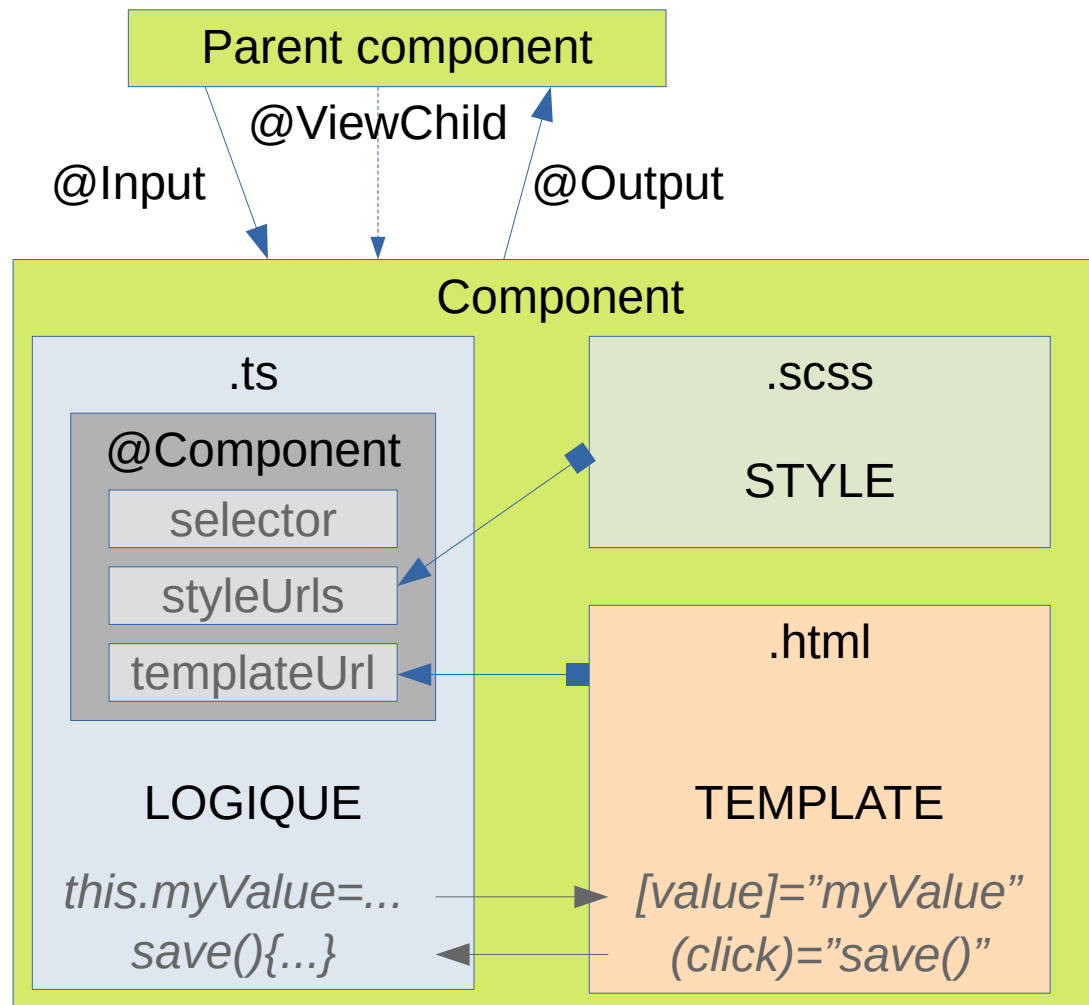 Parent component
@ViewChild
@Input
@Output
Component
.ts
@Component
selector
styleUrls
templateUrl
LOGIQUE
this.myValue=...
save(){...}
.scss
STYLE
.html
TEMPLATE
[value]=”myValue”
(click)=”save()”